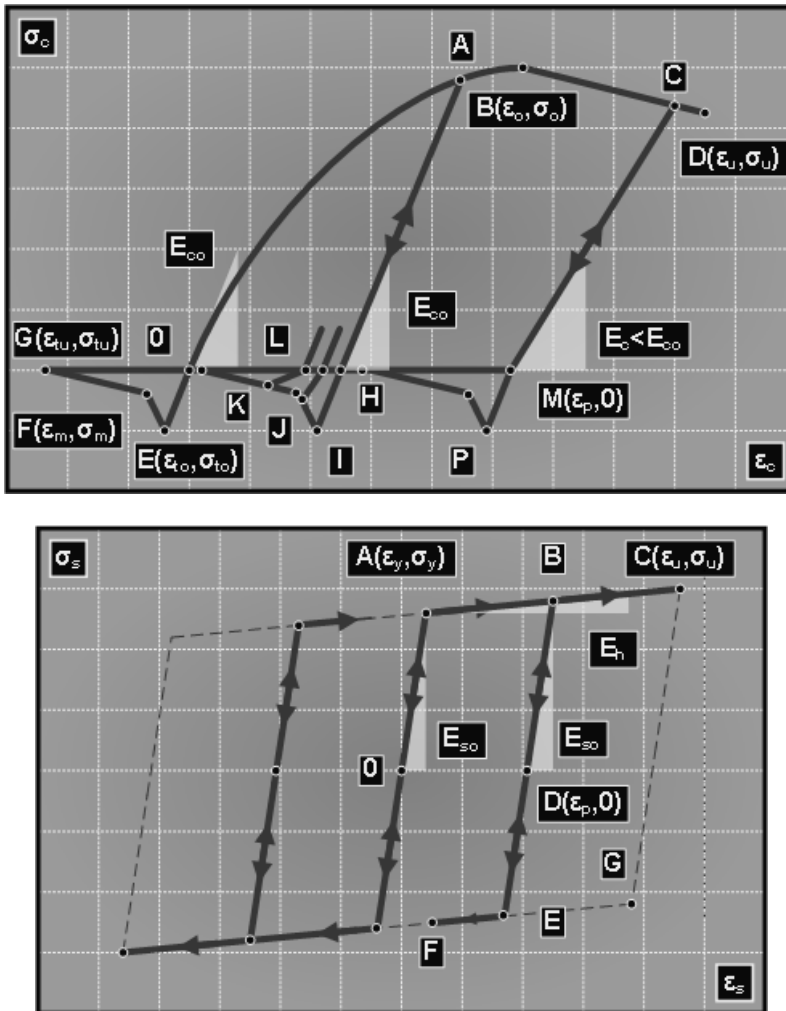 σc
A
C
B(εo,σo)
D(εu,σu)
Eco
Eco
G(εtu,σtu)
0
L
Ec<Eco
K
H
M(εp,0)
F(εm,σm)
J
E(εto,σto)
I
P
εc
σs
A(εy,σy)
B
C(εu,σu)
Eh
Eso
Eso
0
D(εp,0)
G
E
F
εs